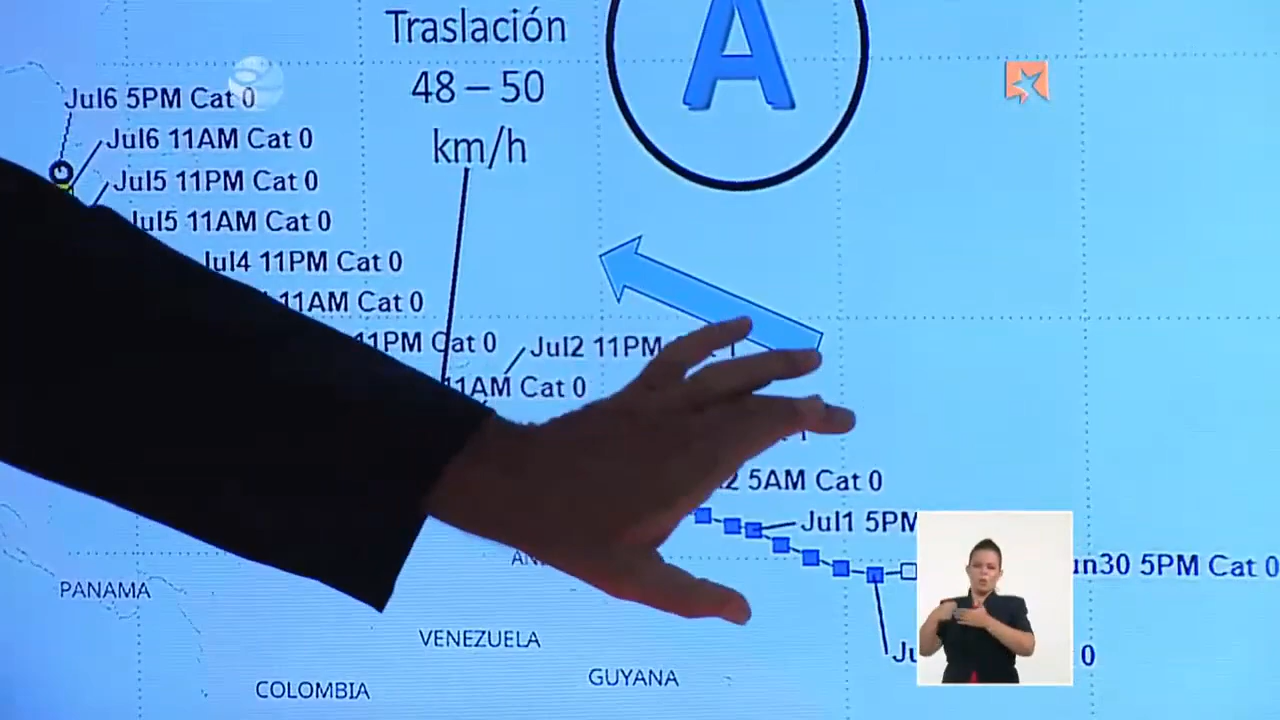 Traslación
48 – 50
km/h
A
Jul6 5PM Cat 0
Jul6 11AM Cat 0
Jul5 11PM Cat 0
Jul5 11AM Cat 0
Jul4 11PM Cat 0
11AM Cat 0
11PM Cat 0
Jul2 11PM
11AM Cat 0
5AM Cat 0
Jul1 5PM
5PM Cat 0
0
PANAMA
VENEZUELA
GUYANA
COLOMBIA